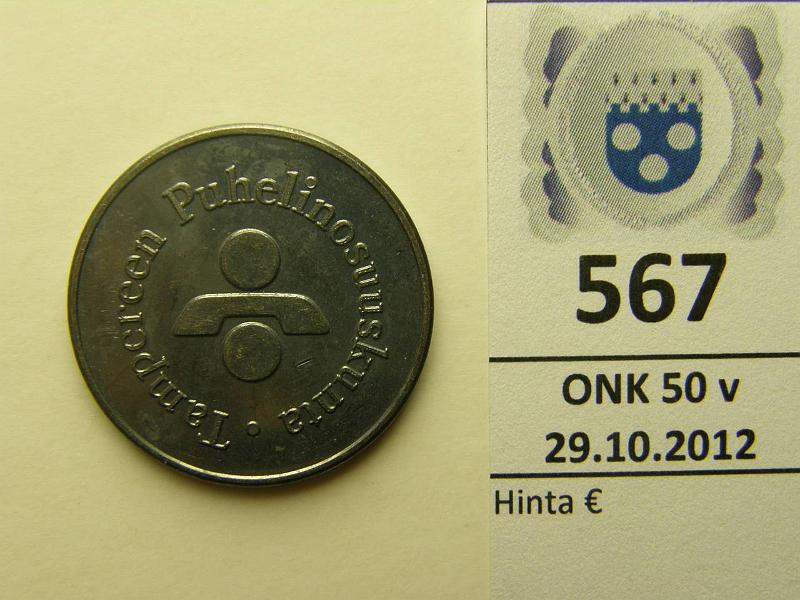 Tampereen Puhelinosuuskunta •
567
ONK 50 v
29.10.2012
Hinta €